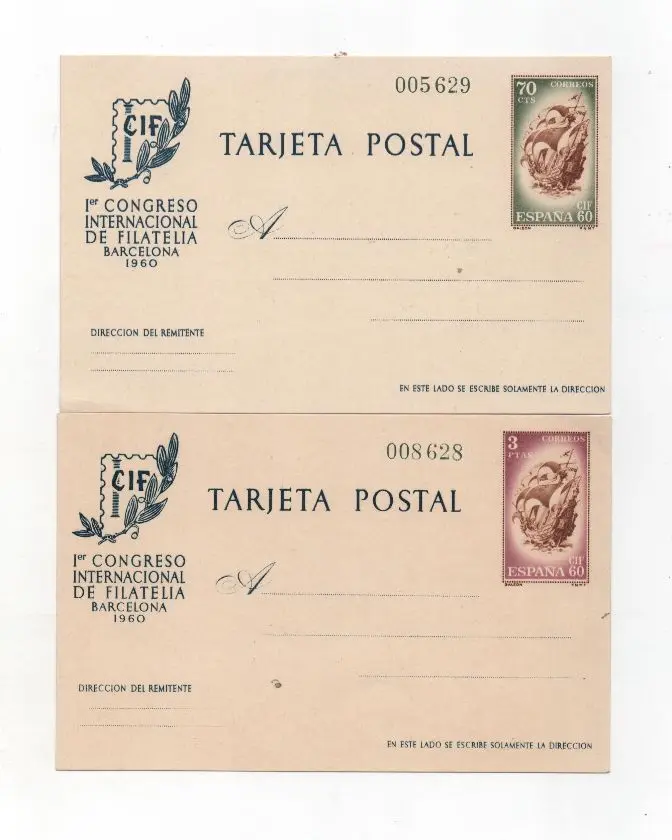 005629
70
CTS
CORREOS
CIF
TARJETA POSTAL
CIF
ESPAÑA 60
Ier CONGRESO
INTERNACIONAL
DE FILATELIA
BARCELONA
1960
A
DIRECCION DEL REMITENTE
EN ESTE LADO SE ESCRIBE SOLAMENTE LA DIRECCION
008628
3
PTAS
CORREOS
CIF
TARJETA POSTAL
CIF
ESPAÑA 60
Ier CONGRESO
INTERNACIONAL
DE FILATELIA
BARCELONA
1960
A
DIRECCION DEL REMITENTE
EN ESTE LADO SE ESCRIBE SOLAMENTE LA DIRECCION